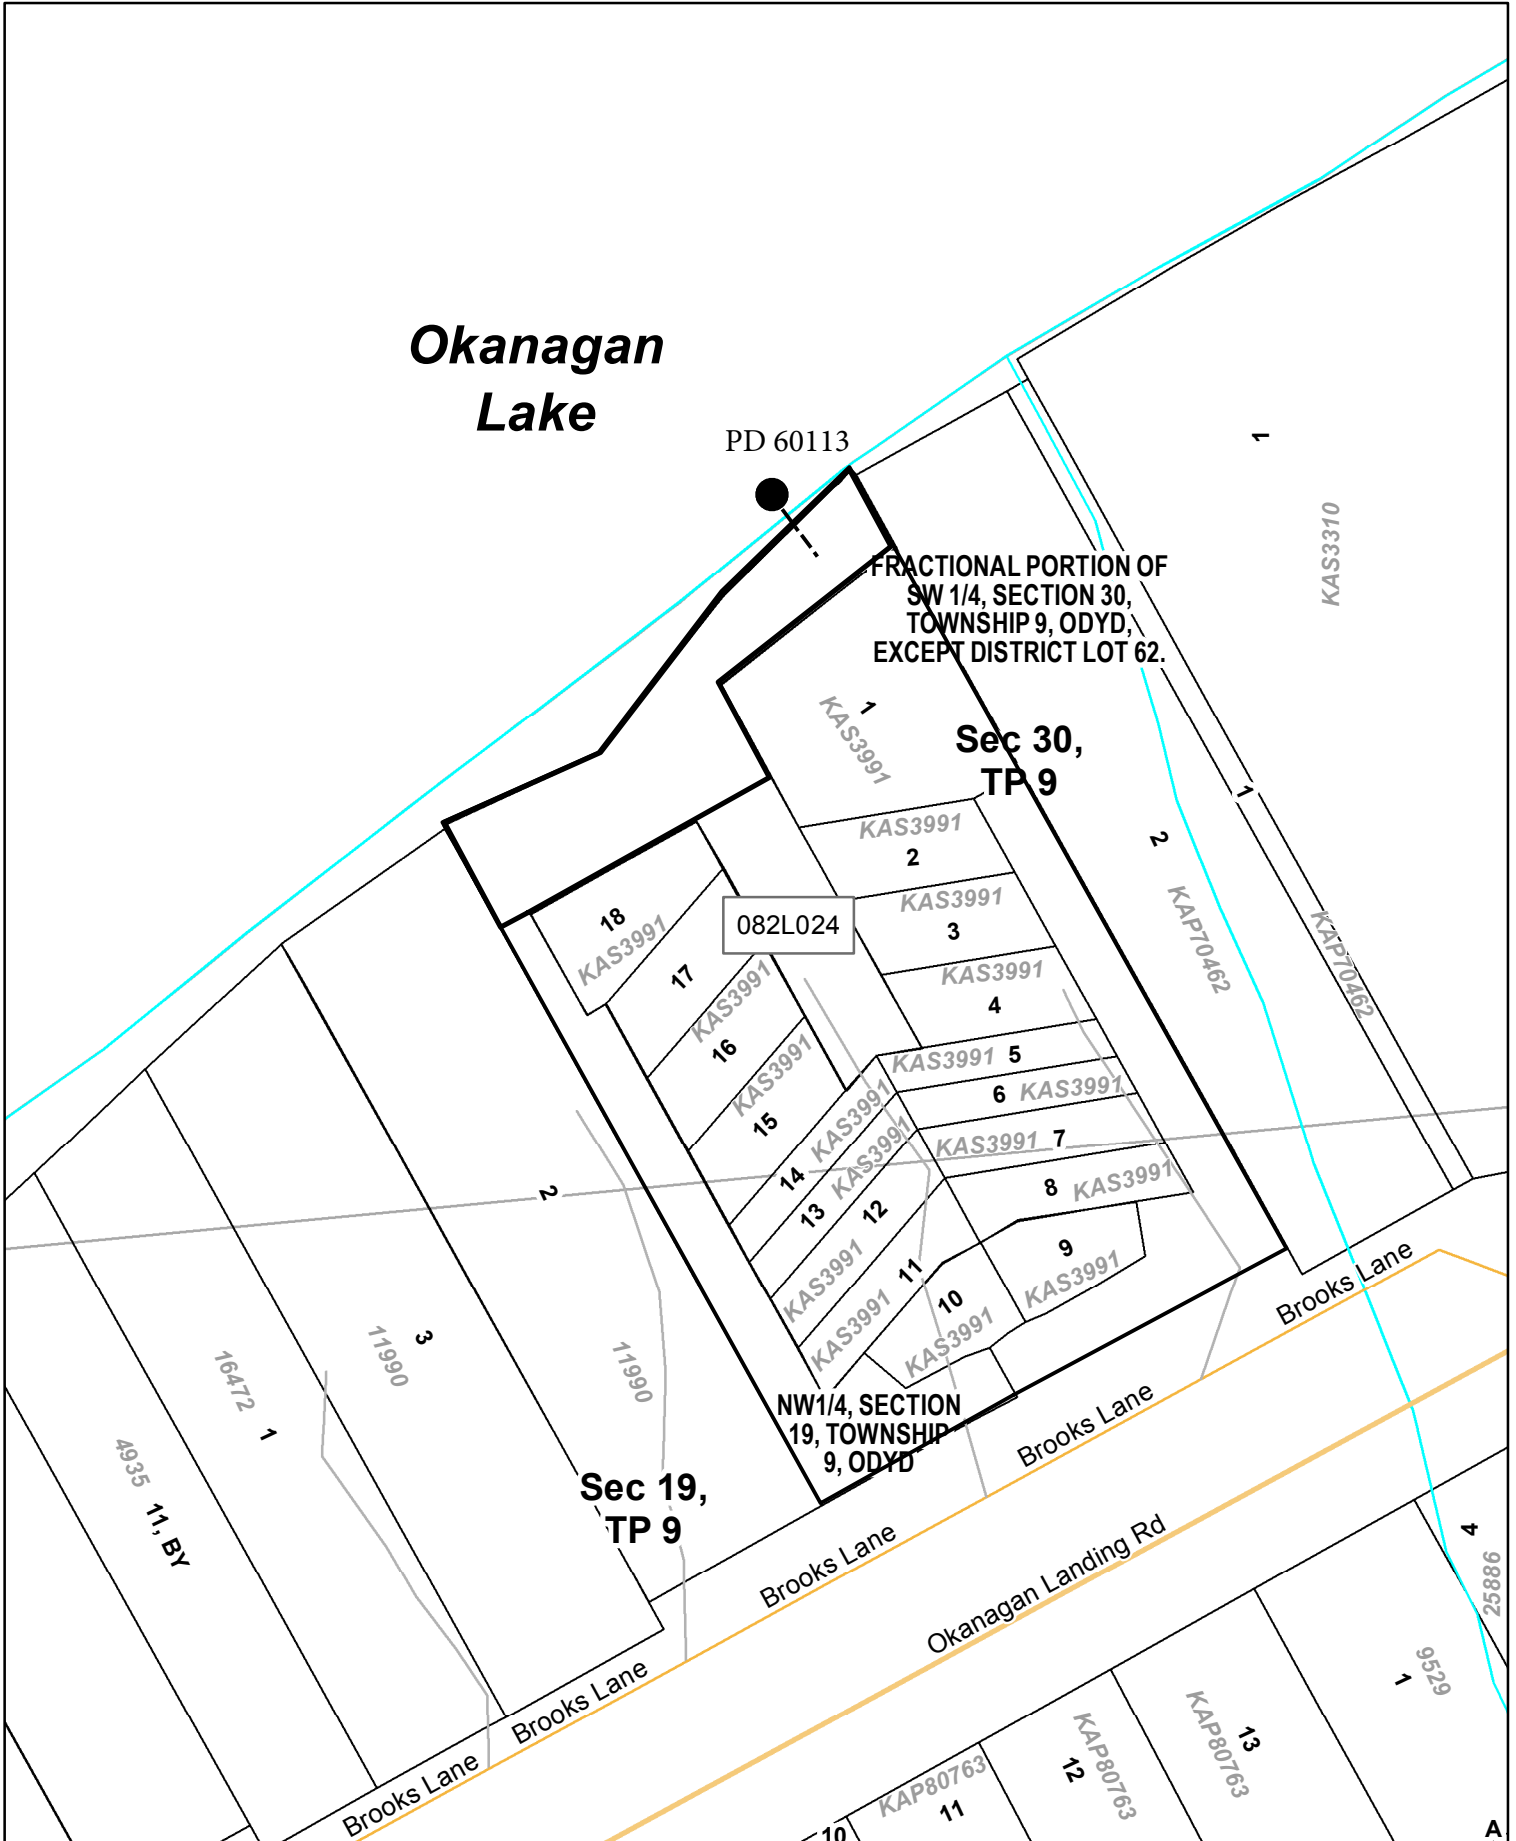 Okanagan
Lake
PD 60113
1
KAS3310
FRACTIONAL PORTION OF
SW 1/4, SECTION 30,
TOWNSHIP 9, ODYD,
EXCEPT DISTRICT LOT 62.
1
KAS3991
Sec 30,
TP 9
1
KAP70462
2
KAP70462
KAS3991
2
KAS3991
3
KAS3991
4
KAS3991 5
6 KAS3991
KAS3991 7
8 KAS3991
9
KAS3991
10
KAS3991
082L024
18
KAS3991
17
KAS3991
16
KAS3991
15
14 KAS3991
13 KAS3991
12
KAS3991
11
KAS3991
NW1/4, SECTION
19, TOWNSHIP
9, ODYD
Sec 19,
TP 9
2
11990
3
11990
16472 1
4935 11, BY
Brooks Lane
Brooks Lane
Brooks Lane
Brooks Lane
Brooks Lane
Okanagan Landing Rd
4
25886
1
9529
13
KAP80763
12
KAP80763
KAP80763
11
10
A